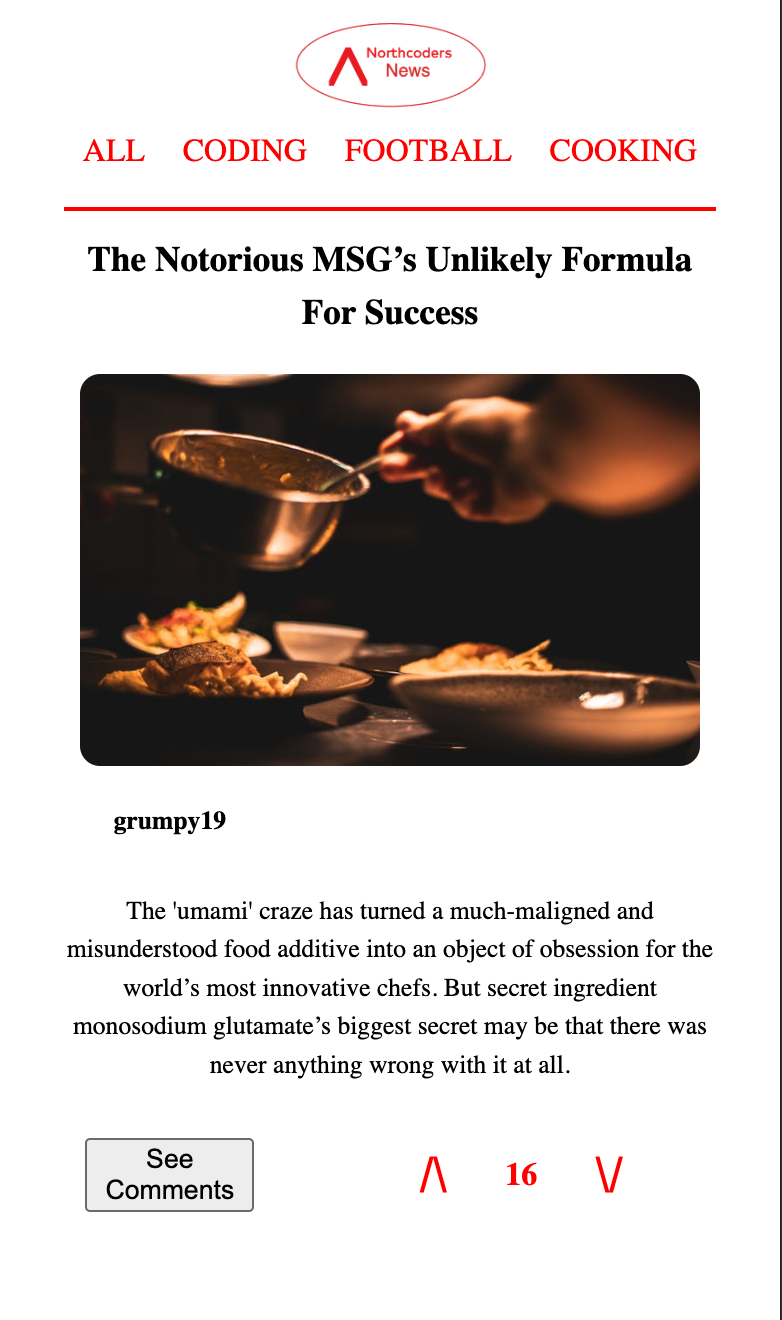 Northcoders
News
ALL CODING FOOTBALL COOKING
The Notorious MSG’s Unlikely Formula
For Success
grumpy19
The 'umami' craze has turned a much-maligned and
misunderstood food additive into an object of obsession for the
world’s most innovative chefs. But secret ingredient
monosodium glutamate’s biggest secret may be that there was
never anything wrong with it at all.
See
Comments
/\ 16 \/